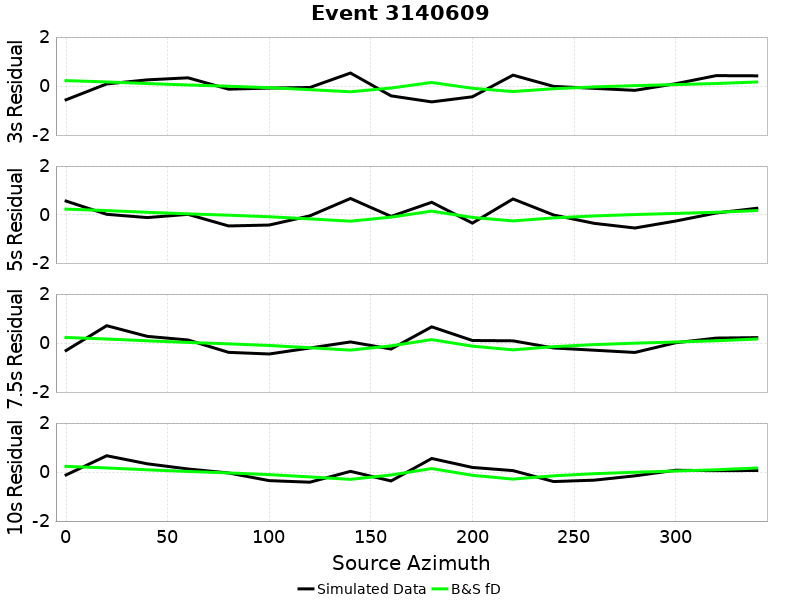 Event 3140609
3s Residual
2
0
-2
5s Residual
2
0
-2
7.5s Residual
2
0
-2
10s Residual
2
0
-2
0 50 100 150 200 250 300
Source Azimuth
Simulated Data B&S fD